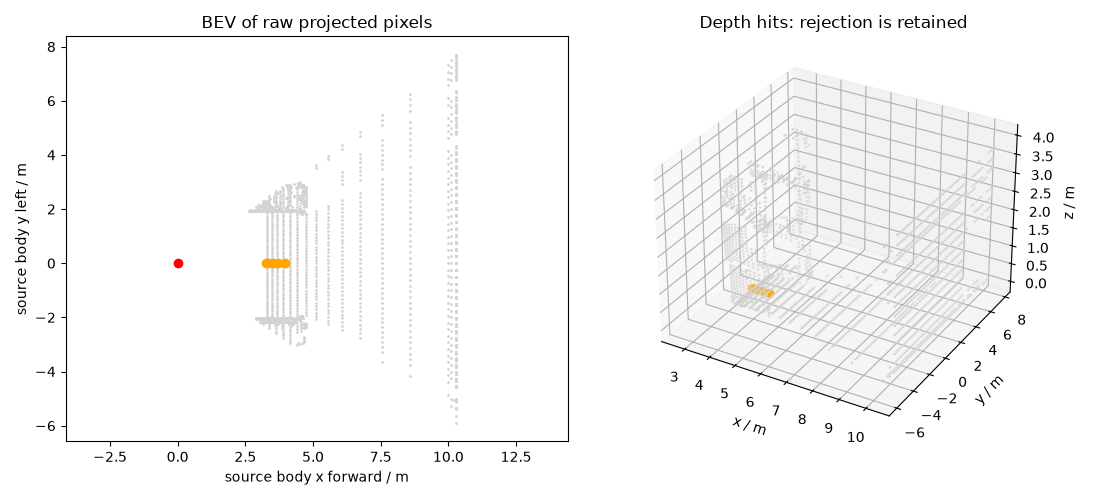 BEV of raw projected pixels
8
6
4
2
0
−2
−4
−6
source body y left / m
−2.5 0.0 2.5 5.0 7.5 10.0 12.5
source body x forward / m
Depth hits: rejection is retained
4.0
3.5
3.0
2.5
2.0
1.5
1.0
0.5
0.0
z / m
8
6
4
2
0
−2
−4
−6
y / m
3 4 5 6 7 8 9 10
x / m